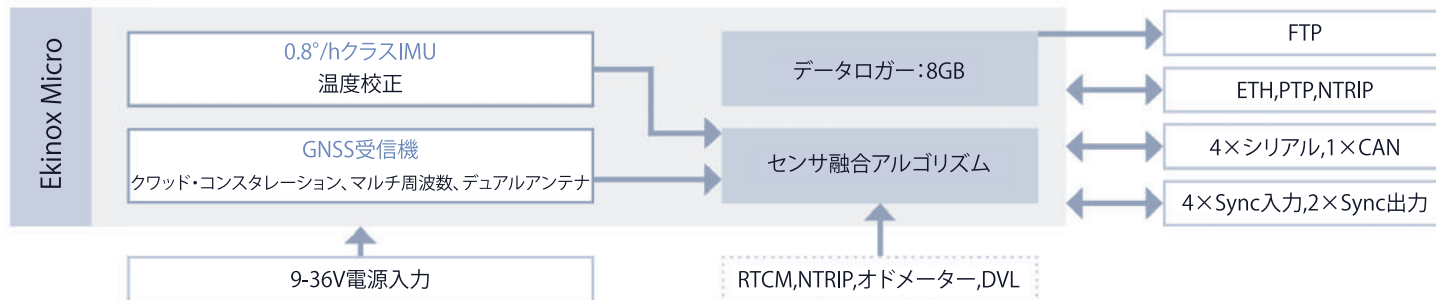 Ekinox Micro
0.8°/hクラスIMU
温度校正
GNSS受信機
クワッド・コンスタレーション、マルチ周波数、デュアルアンテナ
データロガー：8GB
センサ融合アルゴリズム
FTP
ETH,PTP,NTRIP
4×シリアル,1×CAN
4×Sync入力,2×Sync出力
9-36V電源入力
RTCM,NTRIP,オドメーター,DVL